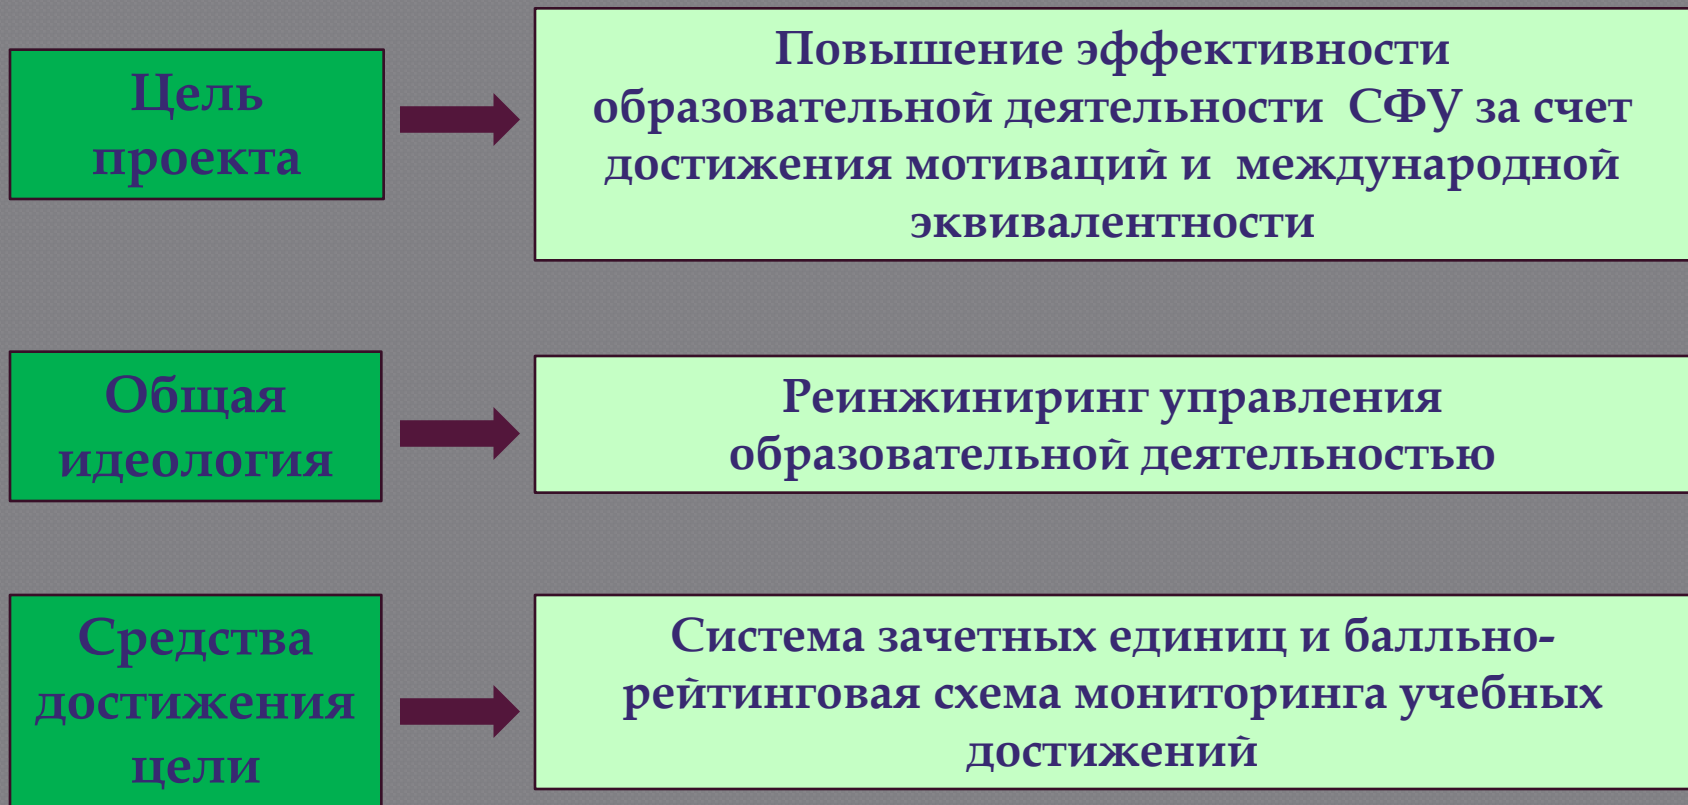 Цель
проекта
Повышение эффективности
образовательной деятельности СФУ за счет
достижения мотиваций и международной
эквивалентности
Общая
идеология
Реинжиниринг управления
образовательной деятельностью
Средства
достижения
цели
Система зачетных единиц и балльно-
рейтинговая схема мониторинга учебных
достижений